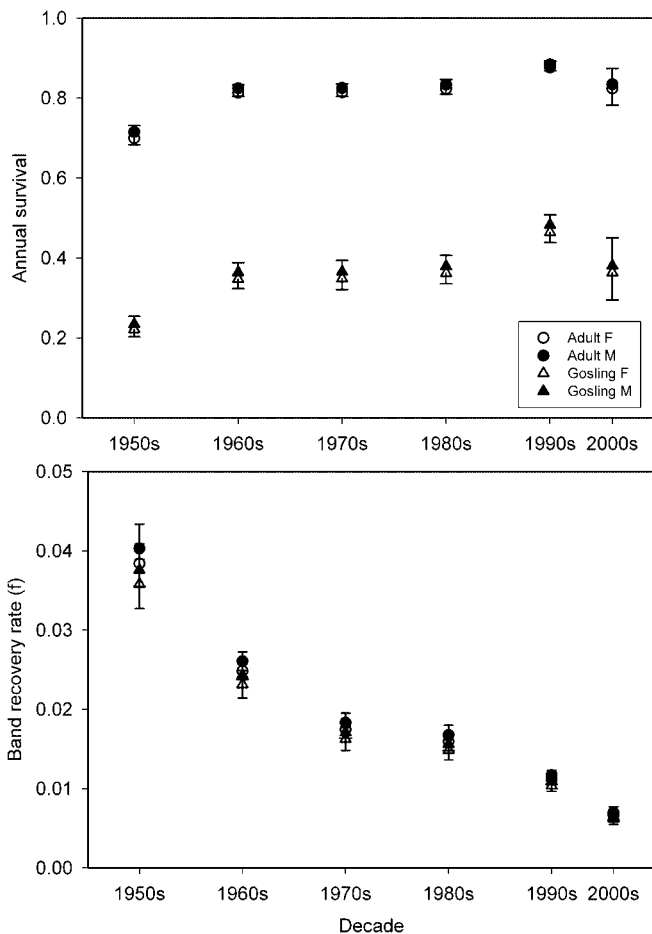 1.0
0.8
0.6
0.4
0.2
0.0
Annual survival
Adult F
Adult M
Gosling F
Gosling M
1950s 1960s 1970s 1980s 1990s 2000s
0.05
0.04
0.03
0.02
0.01
0.00
Band recovery rate (f)
1950s 1960s 1970s 1980s 1990s 2000s
Decade